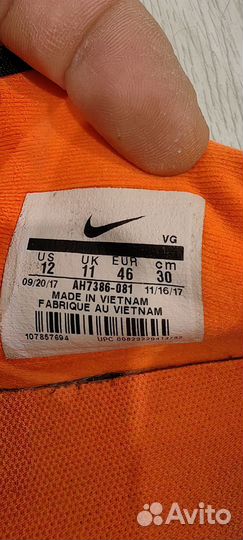 VG
US UK EUR cm
12 11 46 30
09/20/17 AH7386-081 11/16/17
MADE IN VIETNAM
FABRIQUE AU VIETNAM
107857694 UPC
Avito